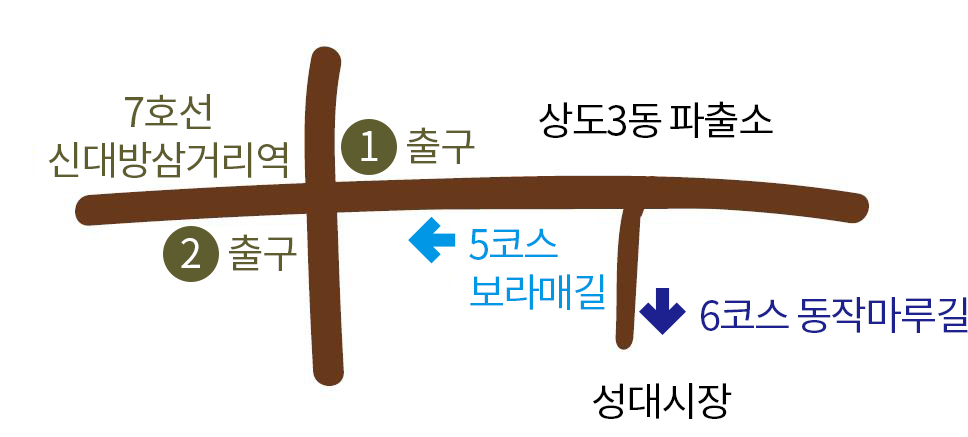 7호선
신대방삼거리역
1 출구
상도3동 파출소
2 출구
5코스
보라매길
6코스 동작마루길
성대시장